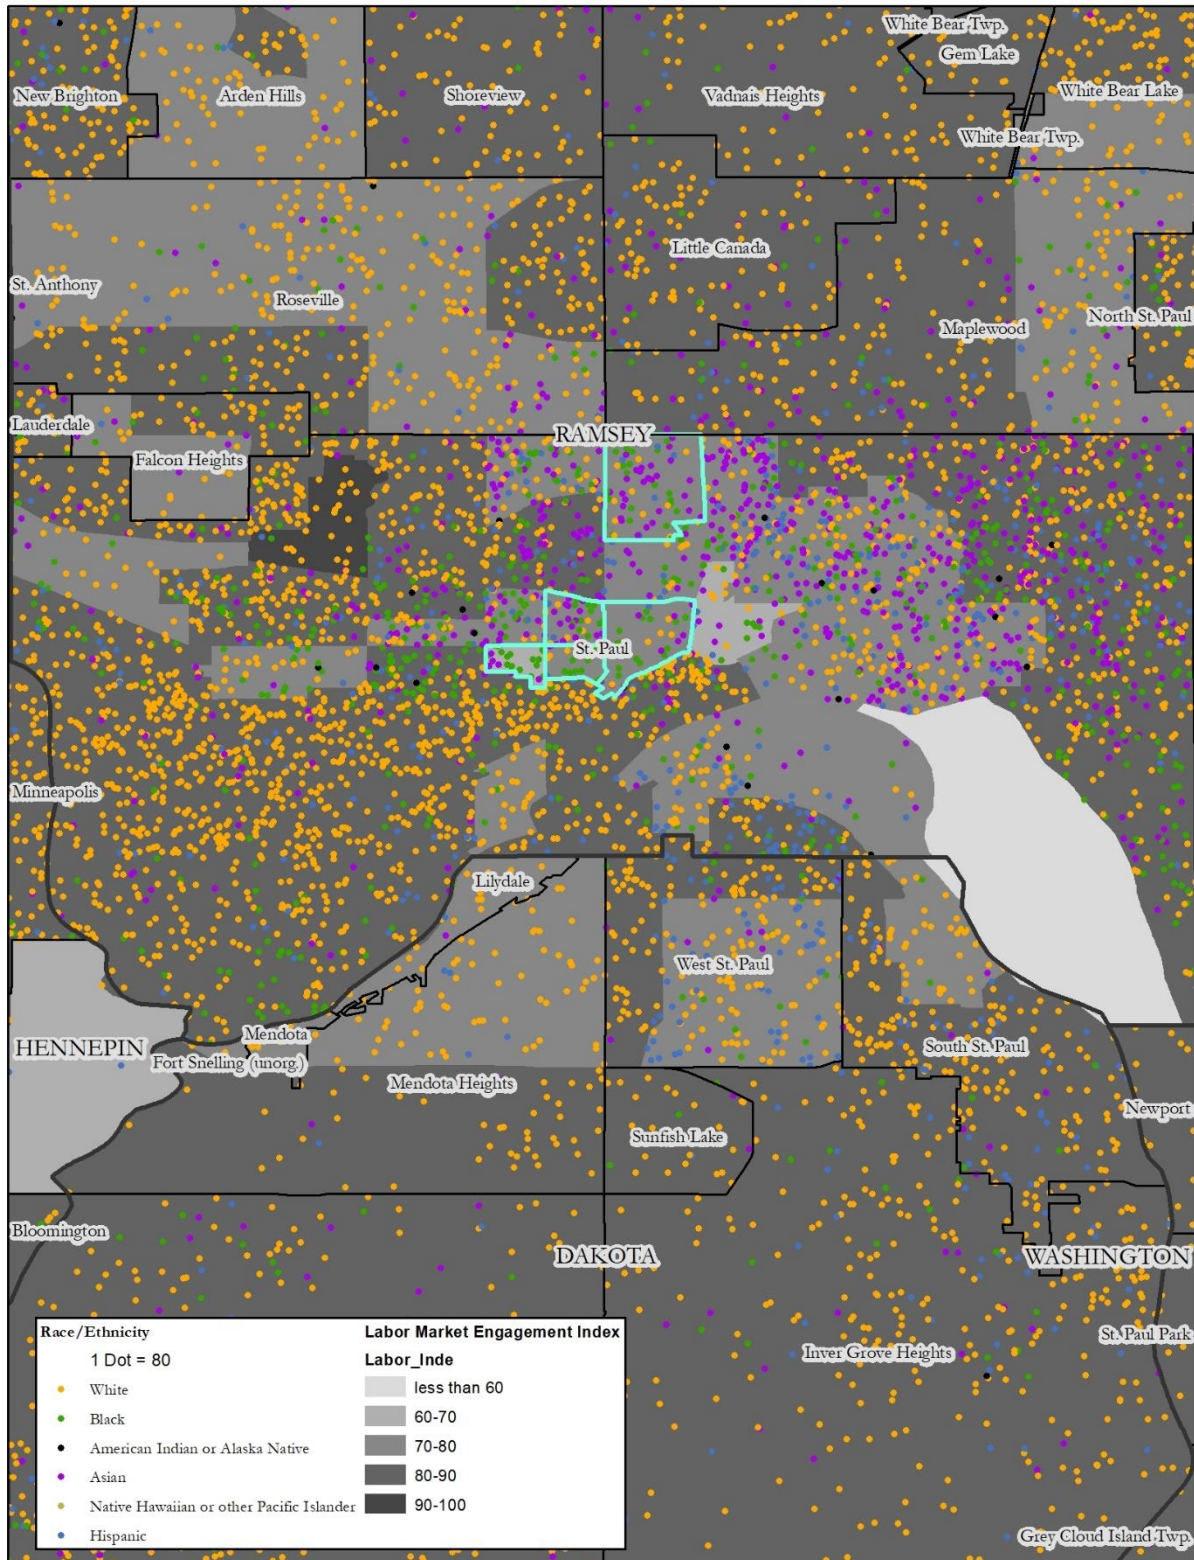 White Bear Twp.
Gem Lake
New Brighton
Arden Hills
Shoreview
Vadnais Heights
White Bear Lake
White Bear Twp.
Little Canada
St. Anthony
Roseville
Maplewood
North St. Paul
Lauderdale
RAMSEY
Falcon Heights
St. Paul
Minneapolis
Lilydale
West St. Paul
HENNEPIN
Mendota
Fort Snelling (unorg.)
South St. Paul
Mendota Heights
Newport
Sunfish Lake
Bloomington
DAKOTA
WASHINGTON
St. Paul Park
Inver Grove Heights
Grey Cloud Island Twp.
Race/Ethnicity
1 Dot = 80
White
Black
American Indian or Alaska Native
Asian
Native Hawaiian or other Pacific Islander
Hispanic
Labor Market Engagement Index
Labor_Inde
less than 60
60-70
70-80
80-90
90-100